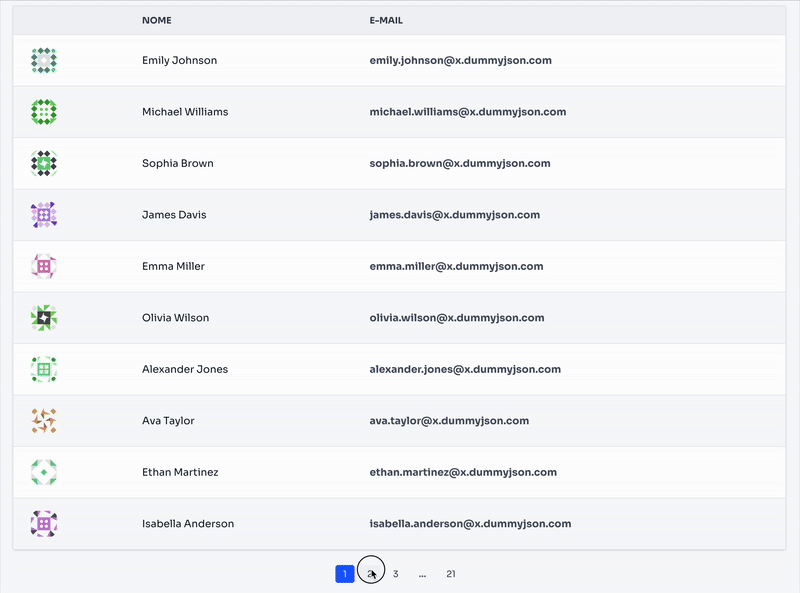 NOME E-MAIL
Emily Johnson emily.johnson@x.dummyjson.com
Michael Williams michael.williams@x.dummyjson.com
Sophia Brown sophia.brown@x.dummyjson.com
James Davis james.davis@x.dummyjson.com
Emma Miller emma.miller@x.dummyjson.com
Olivia Wilson olivia.wilson@x.dummyjson.com
Alexander Jones alexander.jones@x.dummyjson.com
Ava Taylor ava.taylor@x.dummyjson.com
Ethan Martinez ethan.martinez@x.dummyjson.com
Isabella Anderson isabella.anderson@x.dummyjson.com
1 2 3 ... 21